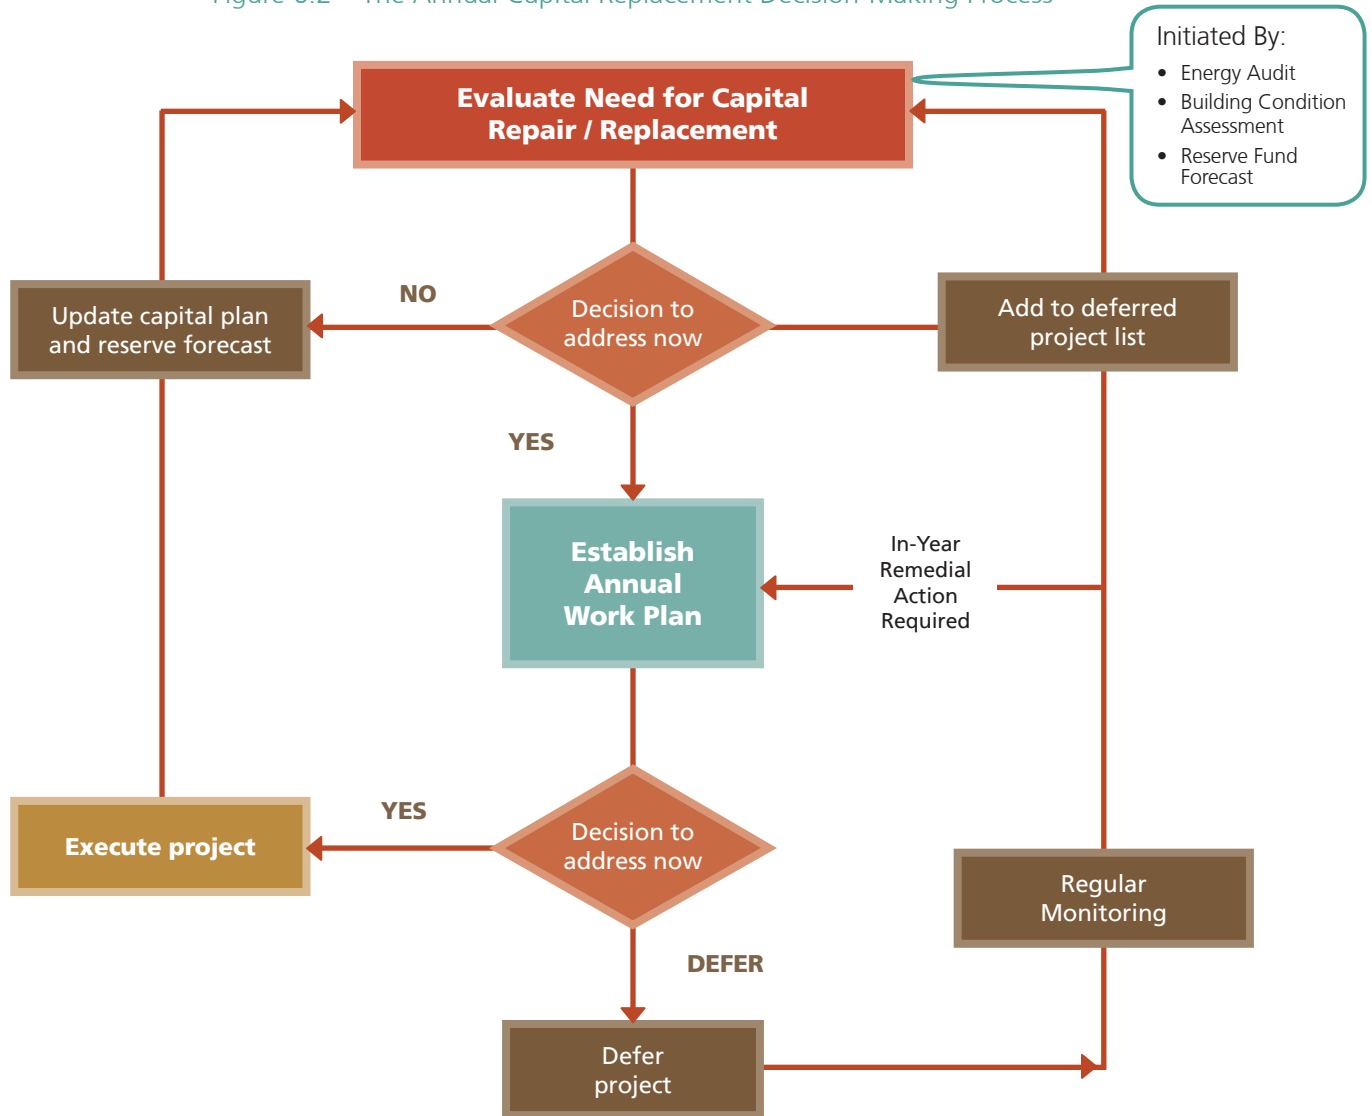 Initiated By:
• Energy Audit
• Building Condition
Assessment
• Reserve Fund
Forecast
Evaluate Need for Capital
Repair / Replacement
Update capital plan
and reserve forecast
NO
Decision to
address now
Add to deferred
project list
YES
Establish
Annual
Work Plan
In-Year
Remedial
Action
Required
YES
Decision to
address now
Execute project
Regular
Monitoring
DEFER
Defer
project